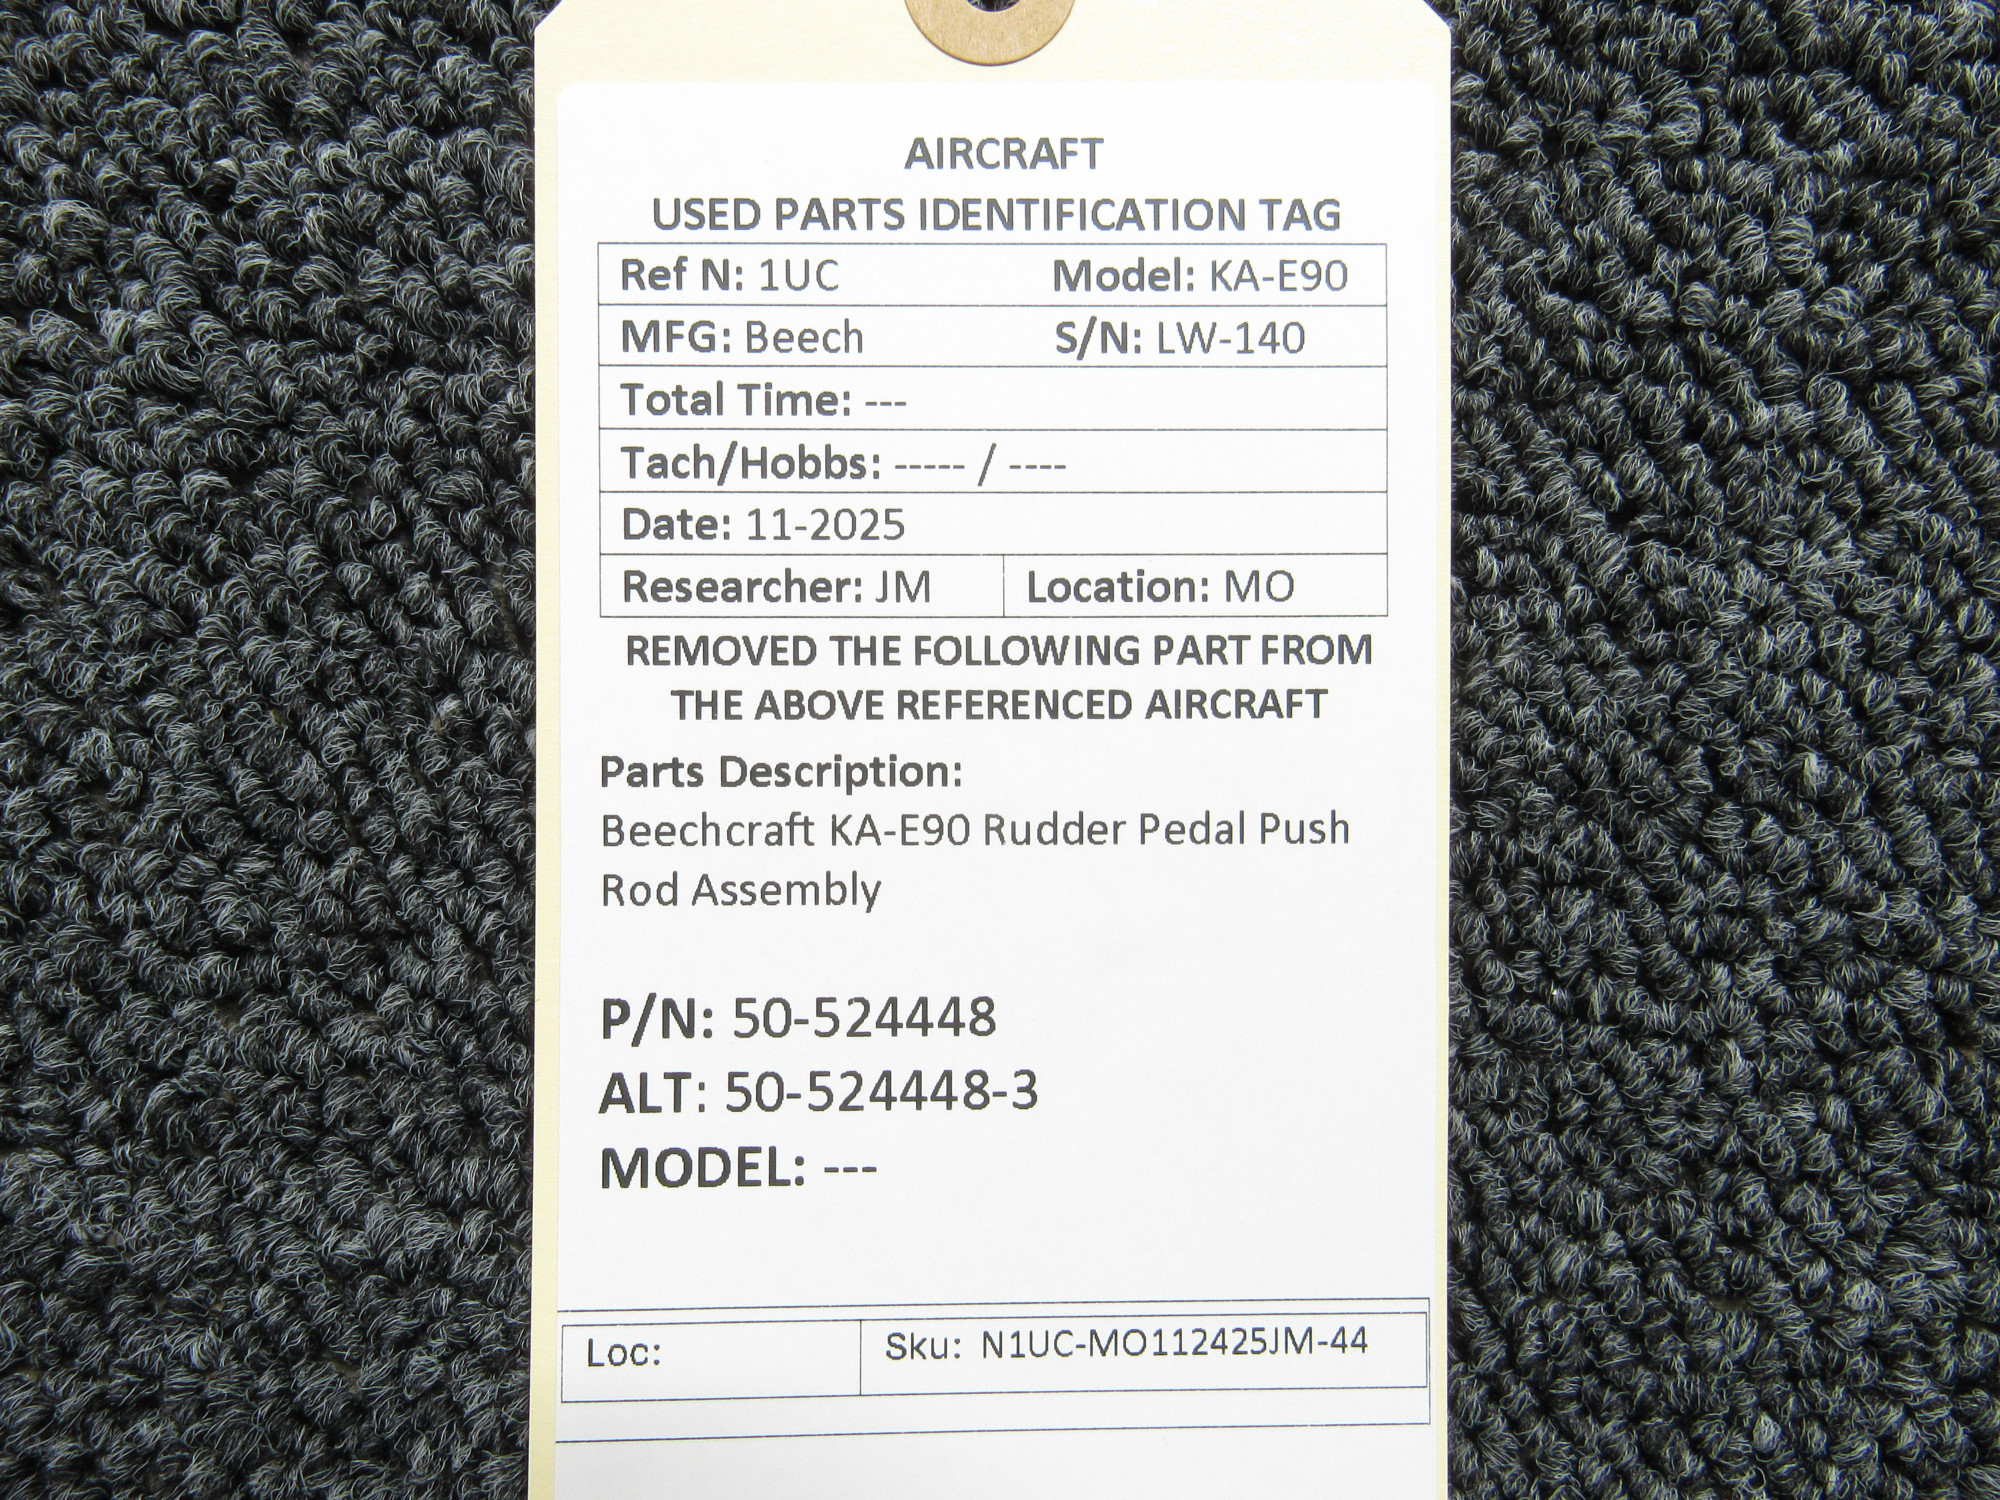 AIRCRAFT
USED PARTS IDENTIFICATION TAG
Ref N: 1UC Model: KA-E90
MFG: Beech S/N: LW-140
Total Time: ---
Tach/Hobbs: ----- / ----
Date: 11-2025
Researcher: JM Location: MO
REMOVED THE FOLLOWING PART FROM
THE ABOVE REFERENCED AIRCRAFT
Parts Description:
Beechcraft KA-E90 Rudder Pedal Push
Rod Assembly
P/N: 50-524448
ALT: 50-524448-3
MODEL: ---
Loc: Sku: N1UC-MO112425JM-44